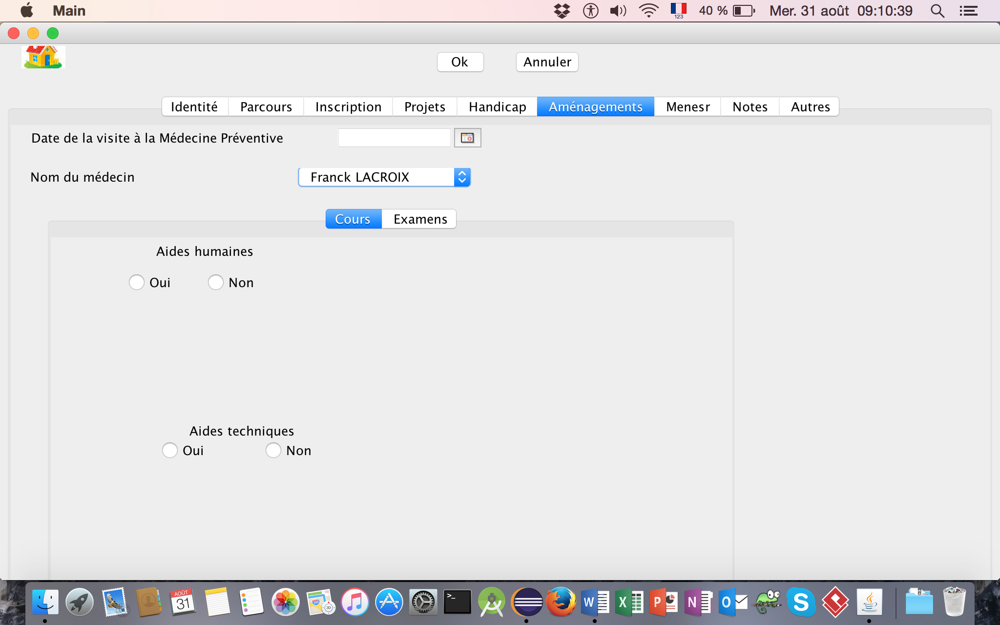 Main 123 40 % Mer. 31 août 09:10:39
Ok Annuler
Identité Parcours Inscription Projets Handicap Aménagements Menesr Notes Autres
Date de la visite à la Médecine Préventive
Nom du médecin Franck LACROIX
Cours Examens
Aides humaines
Oui Non
Aides techniques
Oui Non
AOÛT
31
280
3D
>_
W X P N O S